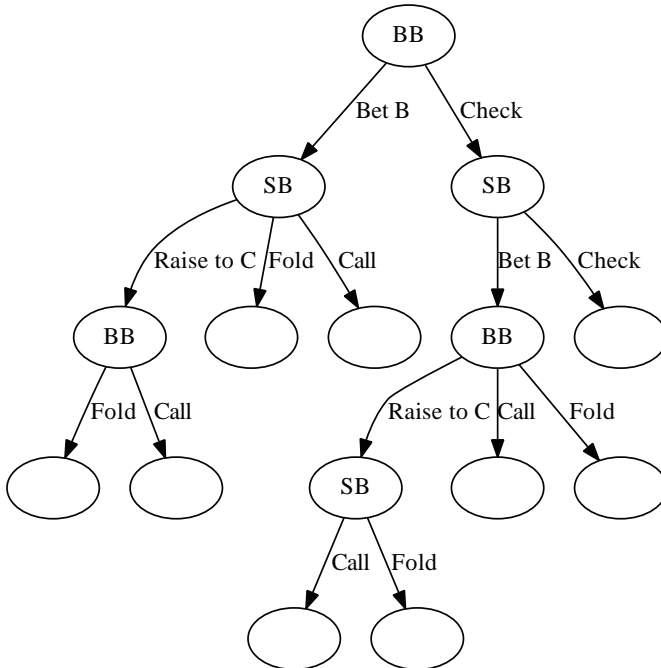 BB
Bet B
Check
SB
SB
Raise to C
Fold
Call
Bet B
Check
BB
BB
Fold
Call
Raise to C
Call
Fold
SB
Call
Fold